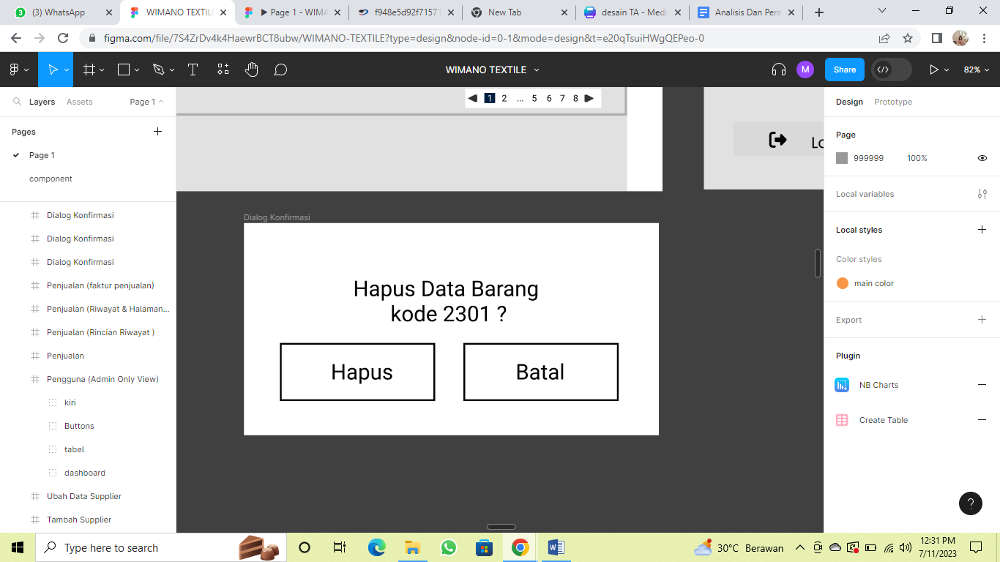 (3) WhatsApp
WIMANO TEXTILE
▶ Page 1 - WIMA
f948e5d92f71571
New Tab
desain TA - Medi
Analisis Dan Pera
figma.com/file/7S4ZrDv4k4HaewrBCT8ubw/WIMANO-TEXTILE?type=design&node-id=0-1&mode=design&t=e20qTsuiHWgQEPeo-0
WIMANO TEXTILE
M
Share
82%
Layers
Assets
Page 1
Pages
Page 1
component
Dialog Konfirmasi
Dialog Konfirmasi
Dialog Konfirmasi
Penjualan (faktur penjualan)
Penjualan (Riwayat & Halaman...
Penjualan (Rincian Riwayat )
Penjualan
Pengguna (Admin Only View)
kiri
Buttons
tabel
dashboard
Ubah Data Supplier
Tambah Supplier
1 2 ... 5 6 7 8
Lo
Dialog Konfirmasi
Hapus Data Barang
kode 2301 ?
Hapus
Batal
Design
Prototype
Page
999999 100%
Local variables
Local styles
Color styles
main color
Export
Plugin
NB Charts
Create Table
?
Type here to search
30°C Berawan
12:31 PM
7/11/2023